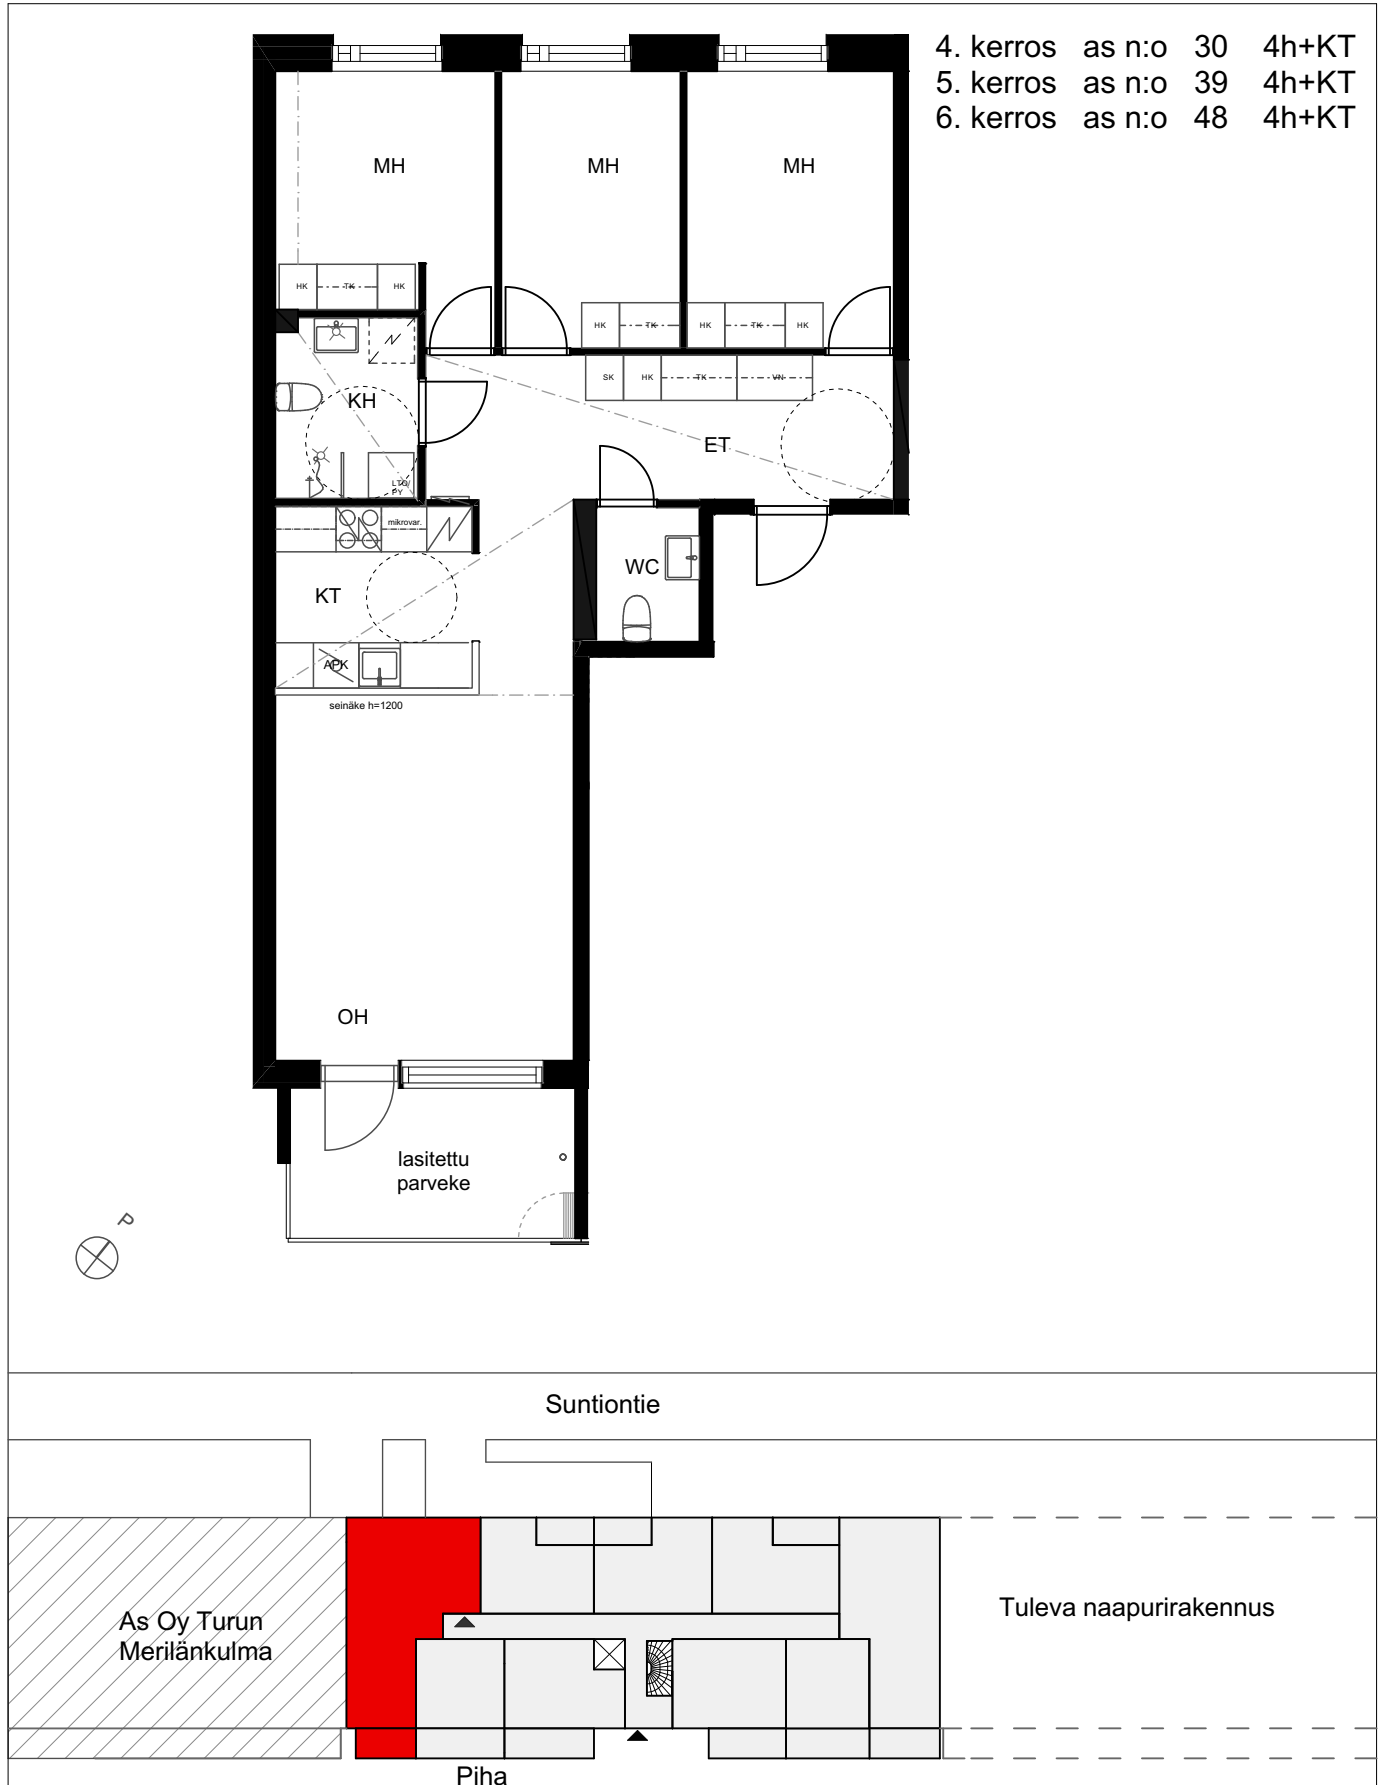 4. kerros as n:o 30 4h+KT
5. kerros as n:o 39 4h+KT
6. kerros as n:o 48 4h+KT
MH MH MH
HK TK HK
HK TK HK TK HK
SK HK TK VN
KH
ET
LTO/
PY
mikrovar.
WC
KT
APK
seinäke h=1200
OH
lasitettu
parveke
P
Suntiontie
As Oy Turun
Merilänkulma
Tuleva naapurirakennus
Piha